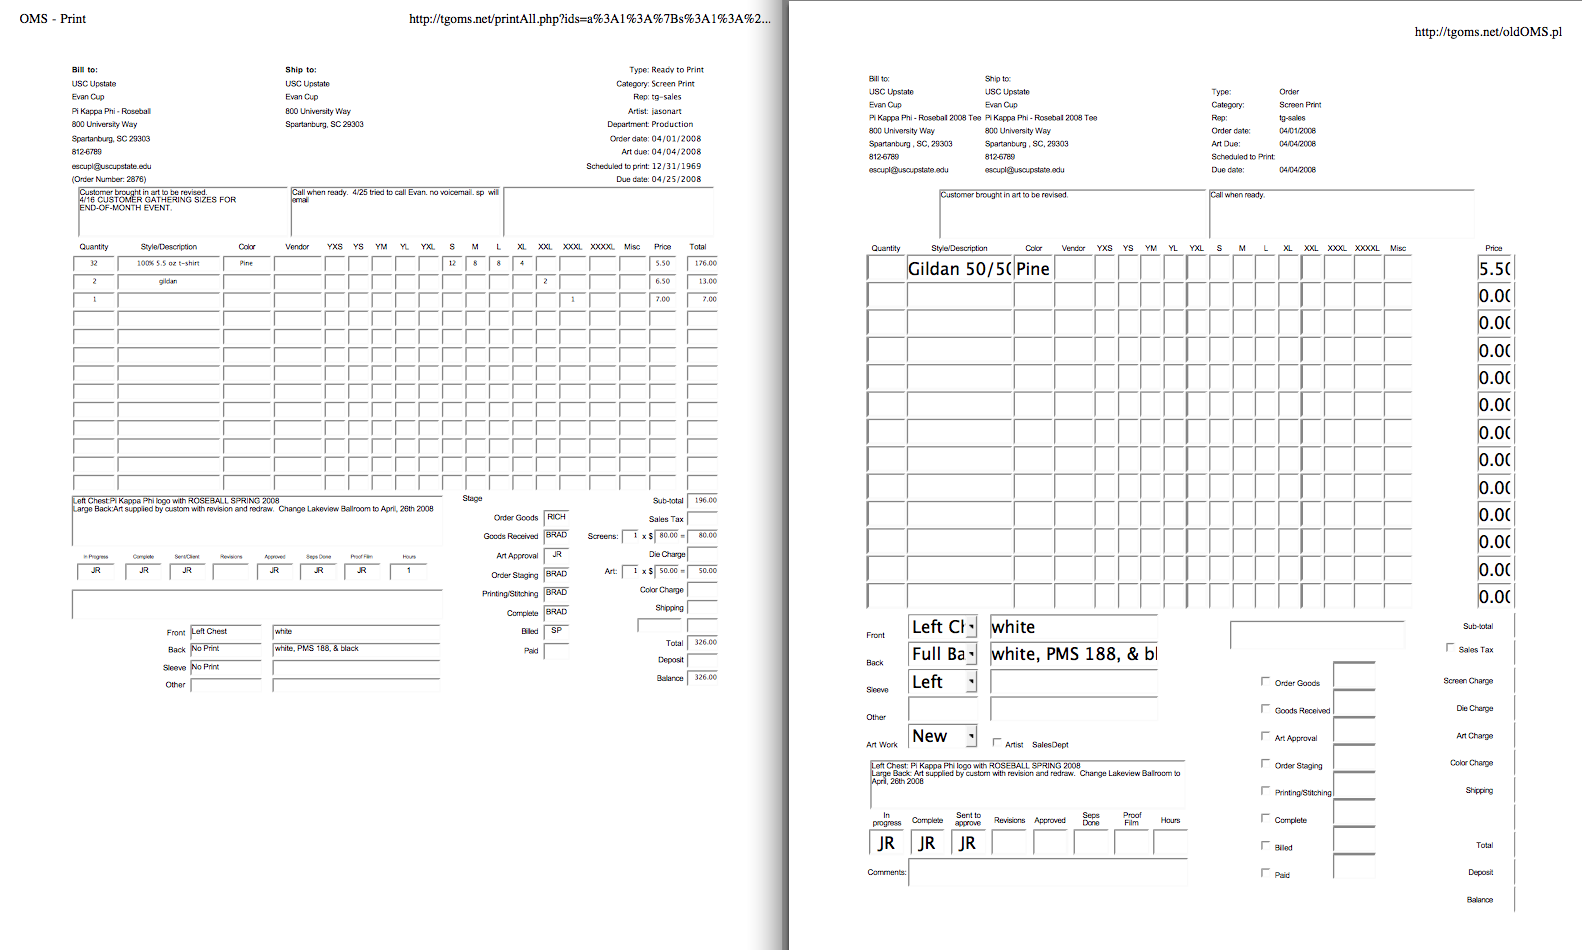 OMS - Print
http://tgoms.net/printAll.php?ids=a%3A1%3A%7Bs%3A1%3A%2...
Bill to:
USC Upstate
Evan Cup
Pi Kappa Phi - Roseball
800 University Way
Spartanburg, SC 29303
812-6789
escupl@uscupstate.edu
(Order Number: 2876)
Ship to:
USC Upstate
Evan Cup
800 University Way
Spartanburg, SC 29303
Type: Ready to Print
Category: Screen Print
Rep: tg-sales
Artist: jasonart
Department: Production
Order date: 04/01/2008
Art due: 04/04/2008
Scheduled to print: 12/31/1969
Due date: 04/25/2008
Customer brought in art to be revised.
4/16 CUSTOMER GATHERING SIZES FOR
END-OF-MONTH EVENT.
Call when ready.  4/25 tried to call Evan. no voicemail. sp  will
email
Quantity Style/Description Color Vendor YXS YS YM YL YXL S M L XL XXL XXXL XXXXL Misc Price Total
32 100% 5.5 oz t-shirt Pine 12 8 8 4 5.50 176.00
2 gildan 2 6.50 13.00
1 1 7.00 7.00
Left Chest:Pi Kappa Phi logo with ROSEBALL SPRING 2008
Large Back:Art supplied by custom with revision and redraw.  Change Lakeview Ballroom to April, 26th 2008
In Progress Complete Sent/Client Revisions Approved Seps Done Proof Film Hours
JR JR JR JR JR JR 1
Front Left Chest white
Back No Print white, PMS 188, & black
Sleeve No Print
Other
Stage
Order Goods RICH
Goods Received BRAD
Art Approval JR
Order Staging BRAD
Printing/Stitching BRAD
Complete BRAD
Billed SP
Paid
Sub-total 196.00
Sales Tax
Screens: 1 x $ 80.00 = 80.00
Die Charge
Art: 1 x $ 50.00 = 50.00
Color Charge
Shipping
Total 326.00
Deposit
Balance 326.00
http://tgoms.net/oldOMS.pl
Bill to:
USC Upstate
Evan Cup
Pi Kappa Phi - Roseball 2008 Tee
800 University Way
Spartanburg , SC, 29303
812-6789
escupl@uscupstate.edu
Ship to:
USC Upstate
Evan Cup
Pi Kappa Phi - Roseball 2008 Tee
800 University Way
Spartanburg , SC, 29303
812-6789
escupl@uscupstate.edu
Type: Order
Category: Screen Print
Rep: tg-sales
Order date: 04/01/2008
Art Due: 04/04/2008
Scheduled to Print:
Due date: 04/04/2008
Customer brought in art to be revised.
Call when ready.
Quantity Style/Description Color Vendor YXS YS YM YL YXL S M L XL XXL XXXL XXXXL Misc Price
Gildan 50/50 Pine 5.50
0.00
0.00
0.00
0.00
0.00
0.00
0.00
0.00
0.00
0.00
0.00
0.00
Front Left Ch white
Back Full Ba white, PMS 188, & bl
Sleeve Left
Other
Art Work New Artist SalesDept
Left Chest: Pi Kappa Phi logo with ROSEBALL SPRING 2008
Large Back: Art supplied by custom with revision and redraw.  Change Lakeview Ballroom to
April, 26th 2008
In progress Complete Sent to approve Revisions Approved Seps Done Proof Film Hours
JR JR JR
Comments:
Order Goods
Goods Received
Art Approval
Order Staging
Printing/Stitching
Complete
Billed
Paid
Sub-total
Sales Tax
Screen Charge
Die Charge
Art Charge
Color Charge
Shipping
Total
Deposit
Balance